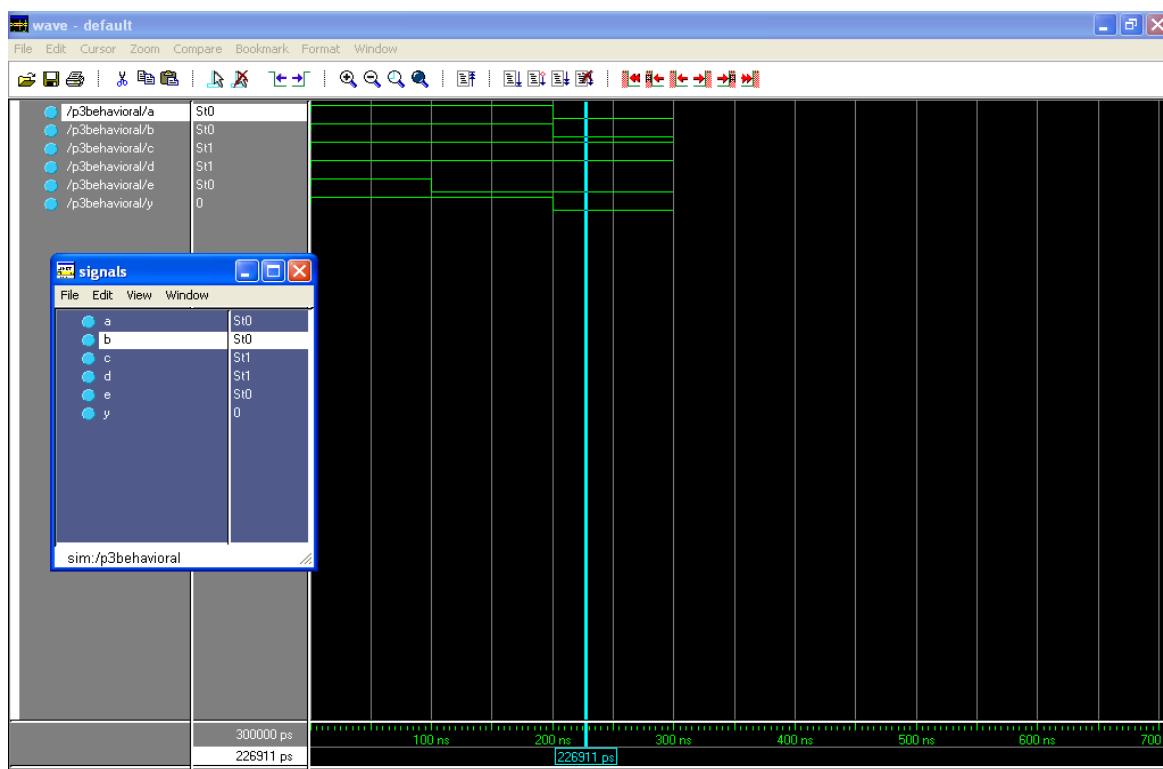 wave - default
File Edit Cursor Zoom Compare Bookmark Format Window
/p3behavioral/a St0
/p3behavioral/b St0
/p3behavioral/c St1
/p3behavioral/d St1
/p3behavioral/e St0
/p3behavioral/y 0
signals
File Edit View Window
a St0
b St0
c St1
d St1
e St0
y 0
sim:/p3behavioral
300000 ps
100 ns 200 ns 300 ns 400 ns 500 ns 600 ns 700
226911 ps 226911 ps